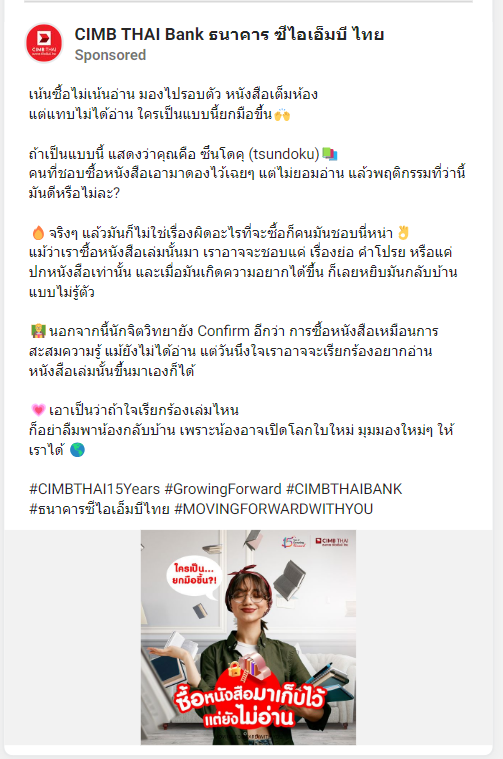 CIMB THAI Bank ธนาคาร ซีไอเอ็มบี ไทย
Sponsored
เน้นซื้อไม่เน้นอ่าน มองไปรอบตัว หนังสือเต็มห้อง
แต่แทบไม่ได้อ่าน ใครเป็นแบบนี้ยกมือขึ้น🙌
ถ้าเป็นแบบนี้ แสดงว่าคุณคือ ซึนโดคุ (tsundoku)📚
คนที่ชอบซื้อหนังสือเอามาดองไว้เฉยๆ แต่ไม่ยอมอ่าน แล้วพฤติกรรมที่ว่านี้
มันดีหรือไม่ละ?
🔥 จริงๆ แล้วมันก็ไม่ใช่เรื่องผิดอะไรที่จะซื้อก็คนมันชอบนี่หน่า👌
แม้ว่าเราซื้อหนังสือเล่มนั้นมา เราอาจจะชอบแค่ เรื่องย่อ คำโปรย หรือแค่
ปกหนังสือเท่านั้น และเมื่อมันเกิดความอยากได้ขึ้น ก็เลยหยิบมันกลับบ้าน
แบบไม่รู้ตัว
นอกจากนี้นักจิตวิทยายัง Confirm อีกว่า การซื้อหนังสือเหมือนการ
สะสมความรู้ แม้ยังไม่ได้อ่าน แต่วันนึงใจเราอาจจะเรียกร้องอยากอ่าน
หนังสือเล่มนั้นขึ้นมาเองก็ได้
💗 เอาเป็นว่าถ้าใจเรียกร้องเล่มไหน
ก็อย่าลืมพาน้องกลับบ้าน เพราะน้องอาจเปิดโลกใบใหม่ มุมมองใหม่ๆ ให้
เราได้ 🌎
#CIMBTHAI15Years #GrowingForward #CIMBTHAIBANK
#ธนาคารซีไอเอ็มบีไทย #MOVINGFORWARDWITHYOU
CIMB THAI
ใครเป็น...
ยกมือขึ้น?!
ซื้อหนังสือมาเก็บไว้
แต่ยังไม่อ่าน